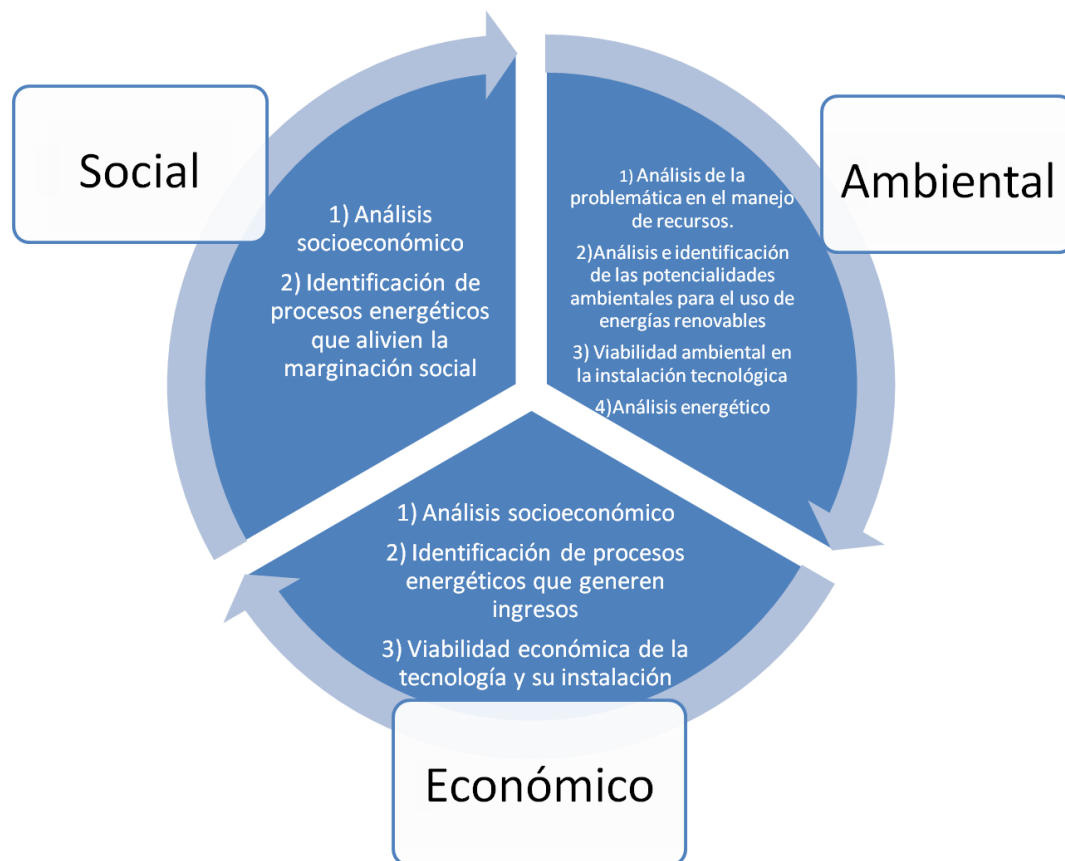 Social
1) Análisis
socioeconómico
2) Identificación de
procesos energéticos
que alivien la
marginación social
Ambiental
1) Análisis de la
problemática en el manejo
de recursos.
2)Análisis e identificación
de las potencialidades
ambientales para el uso de
energías renovables
3) Viabilidad ambiental en
la instalación tecnológica
4)Análisis energético
1) Análisis socioeconómico
2) Identificación de procesos
energéticos que generen
ingresos
3) Viabilidad económica de la
tecnología y su instalación
Económico